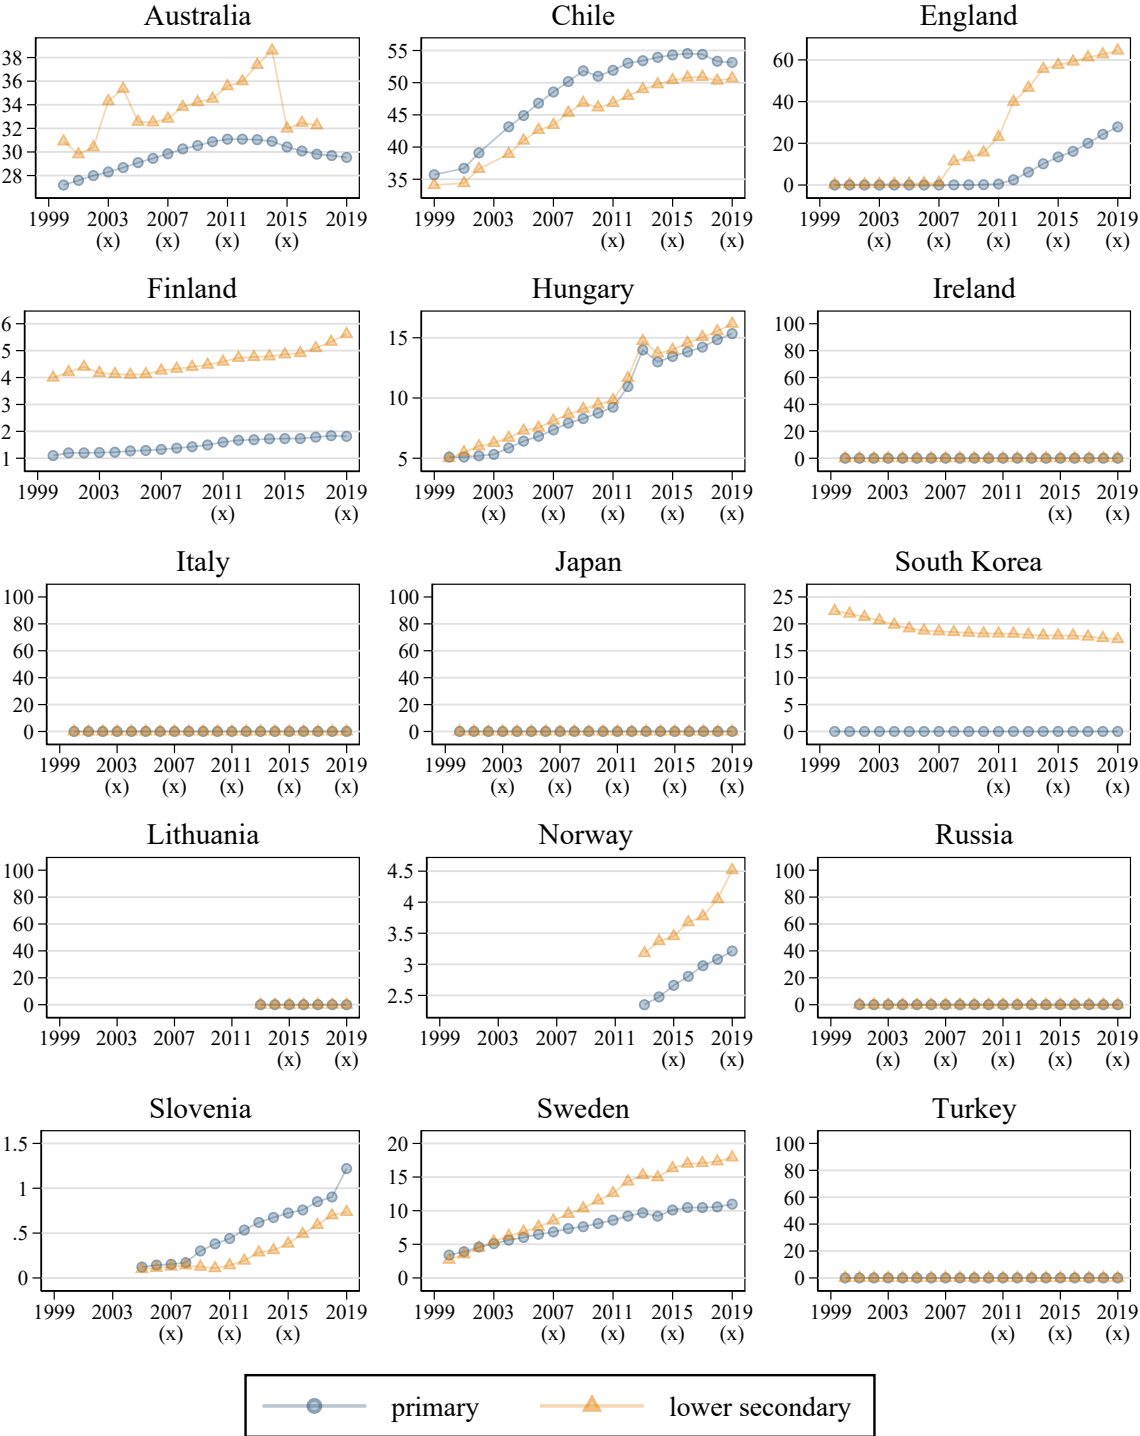 Australia
38
36
34
32
30
28
1999 2003 2007 2011 2015 2019
(x) (x) (x) (x)
Chile
55
50
45
40
35
1999 2003 2007 2011 2015 2019
(x) (x) (x)
England
60
40
20
0
1999 2003 2007 2011 2015 2019
(x) (x) (x) (x) (x)
Finland
6
5
4
3
2
1
1999 2003 2007 2011 2015 2019
(x) (x)
Hungary
15
10
5
1999 2003 2007 2011 2015 2019
(x) (x) (x) (x) (x)
Ireland
100
80
60
40
20
0
1999 2003 2007 2011 2015 2019
(x) (x)
Italy
100
80
60
40
20
0
1999 2003 2007 2011 2015 2019
(x) (x) (x) (x) (x)
Japan
100
80
60
40
20
0
1999 2003 2007 2011 2015 2019
(x) (x) (x) (x) (x)
South Korea
25
20
15
10
5
0
1999 2003 2007 2011 2015 2019
(x) (x) (x)
Lithuania
100
80
60
40
20
0
1999 2003 2007 2011 2015 2019
(x) (x)
Norway
4.5
4
3.5
3
2.5
1999 2003 2007 2011 2015 2019
(x) (x)
Russia
100
80
60
40
20
0
1999 2003 2007 2011 2015 2019
(x) (x) (x) (x) (x)
Slovenia
1.5
1
.5
0
1999 2003 2007 2011 2015 2019
(x) (x) (x)
Sweden
20
15
10
5
0
1999 2003 2007 2011 2015 2019
(x) (x) (x) (x)
Turkey
100
80
60
40
20
0
1999 2003 2007 2011 2015 2019
(x) (x) (x)
primary lower secondary